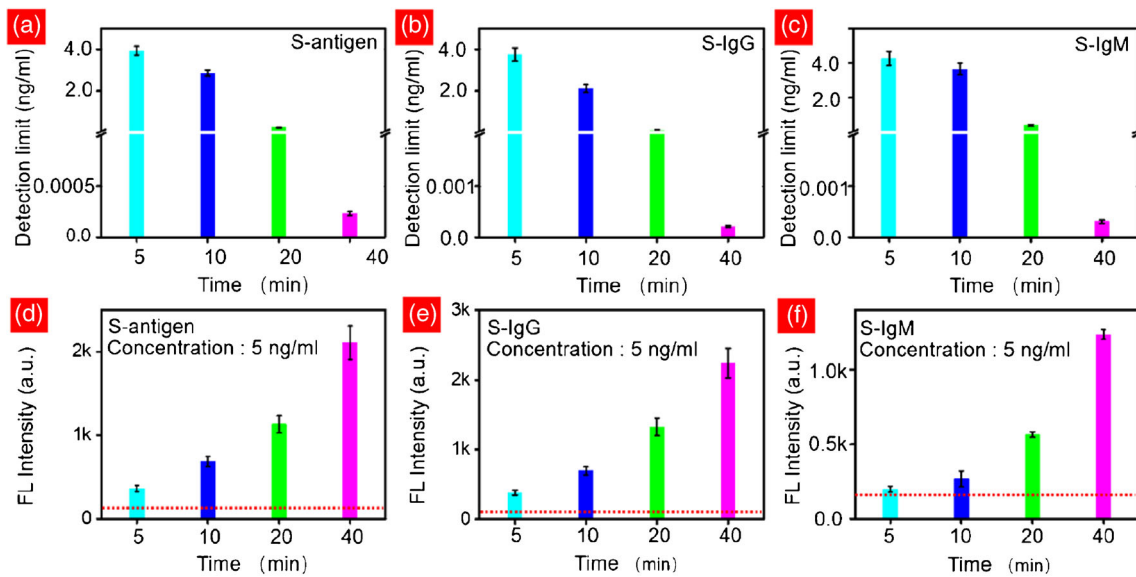 (a)
S-antigen
Detection limit (ng/ml)
4.0
2.0
0.0005
0.0
5 10 20 40
Time (min)
(b)
S-IgG
Detection limit (ng/ml)
4.0
2.0
0.001
0.0
5 10 20 40
Time (min)
(c)
S-IgM
Detection limit (ng/ml)
4.0
2.0
0.001
0.0
5 10 20 40
Time (min)
(d)
S-antigen
Concentration : 5 ng/ml
FL Intensity (a.u.)
2k
1k
0
5 10 20 40
Time (min)
(e)
S-IgG
Concentration : 5 ng/ml
FL Intensity (a.u.)
3k
2k
1k
0
5 10 20 40
Time (min)
(f)
S-IgM
Concentration : 5 ng/ml
FL Intensity (a.u.)
1.0k
0.5k
0.0
5 10 20 40
Time (min)